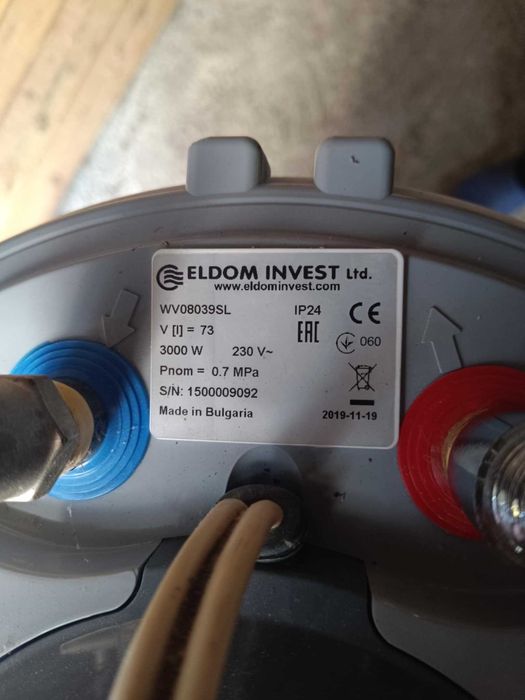 ELDOM INVEST Ltd.
www.eldominvest.com
WV08039SL IP24 CE
V [l] = 73 EAC
3000 W 230 V~ 060
Pnom = 0.7 MPa
S/N: 1500009092
Made in Bulgaria 2019-11-19